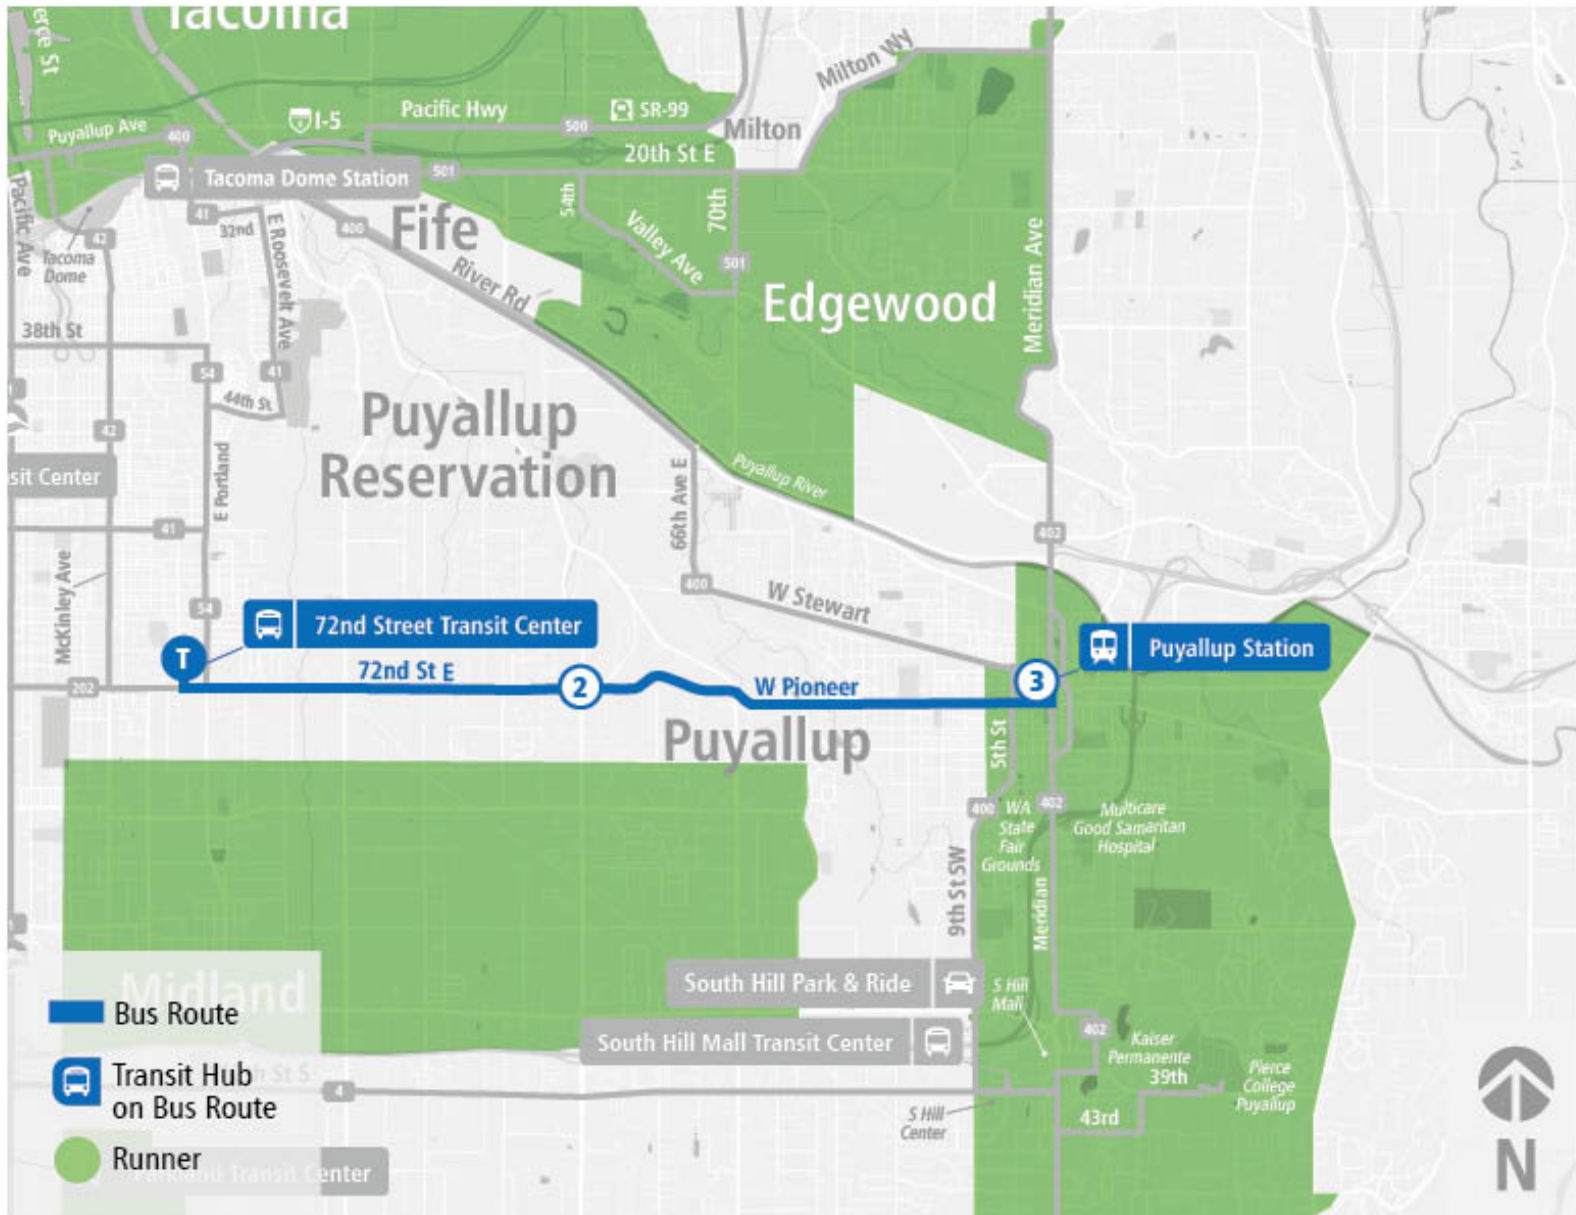 Tacoma
erce St
Milton Wy
Pacific Hwy
SR-99
I-5
500
Puyallup Ave
400
Milton
20th St E
Tacoma Dome Station
501
Pacific Ave
54th
70th
41
32nd
E Roosevelt Ave
400
Fife
Valley Ave
Meridian Ave
42
Tacoma
Dome
River Rd
501
Edgewood
38th St
54
41
44th St
Puyallup
Reservation
42
sit Center
E Portland
66th Ave E
Puyallup River
41
402
McKinley Ave
400
W Stewart
54
72nd Street Transit Center
Puyallup Station
T
72nd St E
2
W Pioneer
3
202
Puyallup
5th St
400
WA
State
Fair
Grounds
402
Multicare
Good Samaritan
Hospital
9th St SW
Meridian
Midland
South Hill Park & Ride
S Hill
Mall
Bus Route
South Hill Mall Transit Center
402
Kaiser
Permanente
Transit Hub
on Bus Route
th St S
4
39th
Pierce
College
Puyallup
43rd
S Hill
Center
Runner
Parkland Transit Center
N